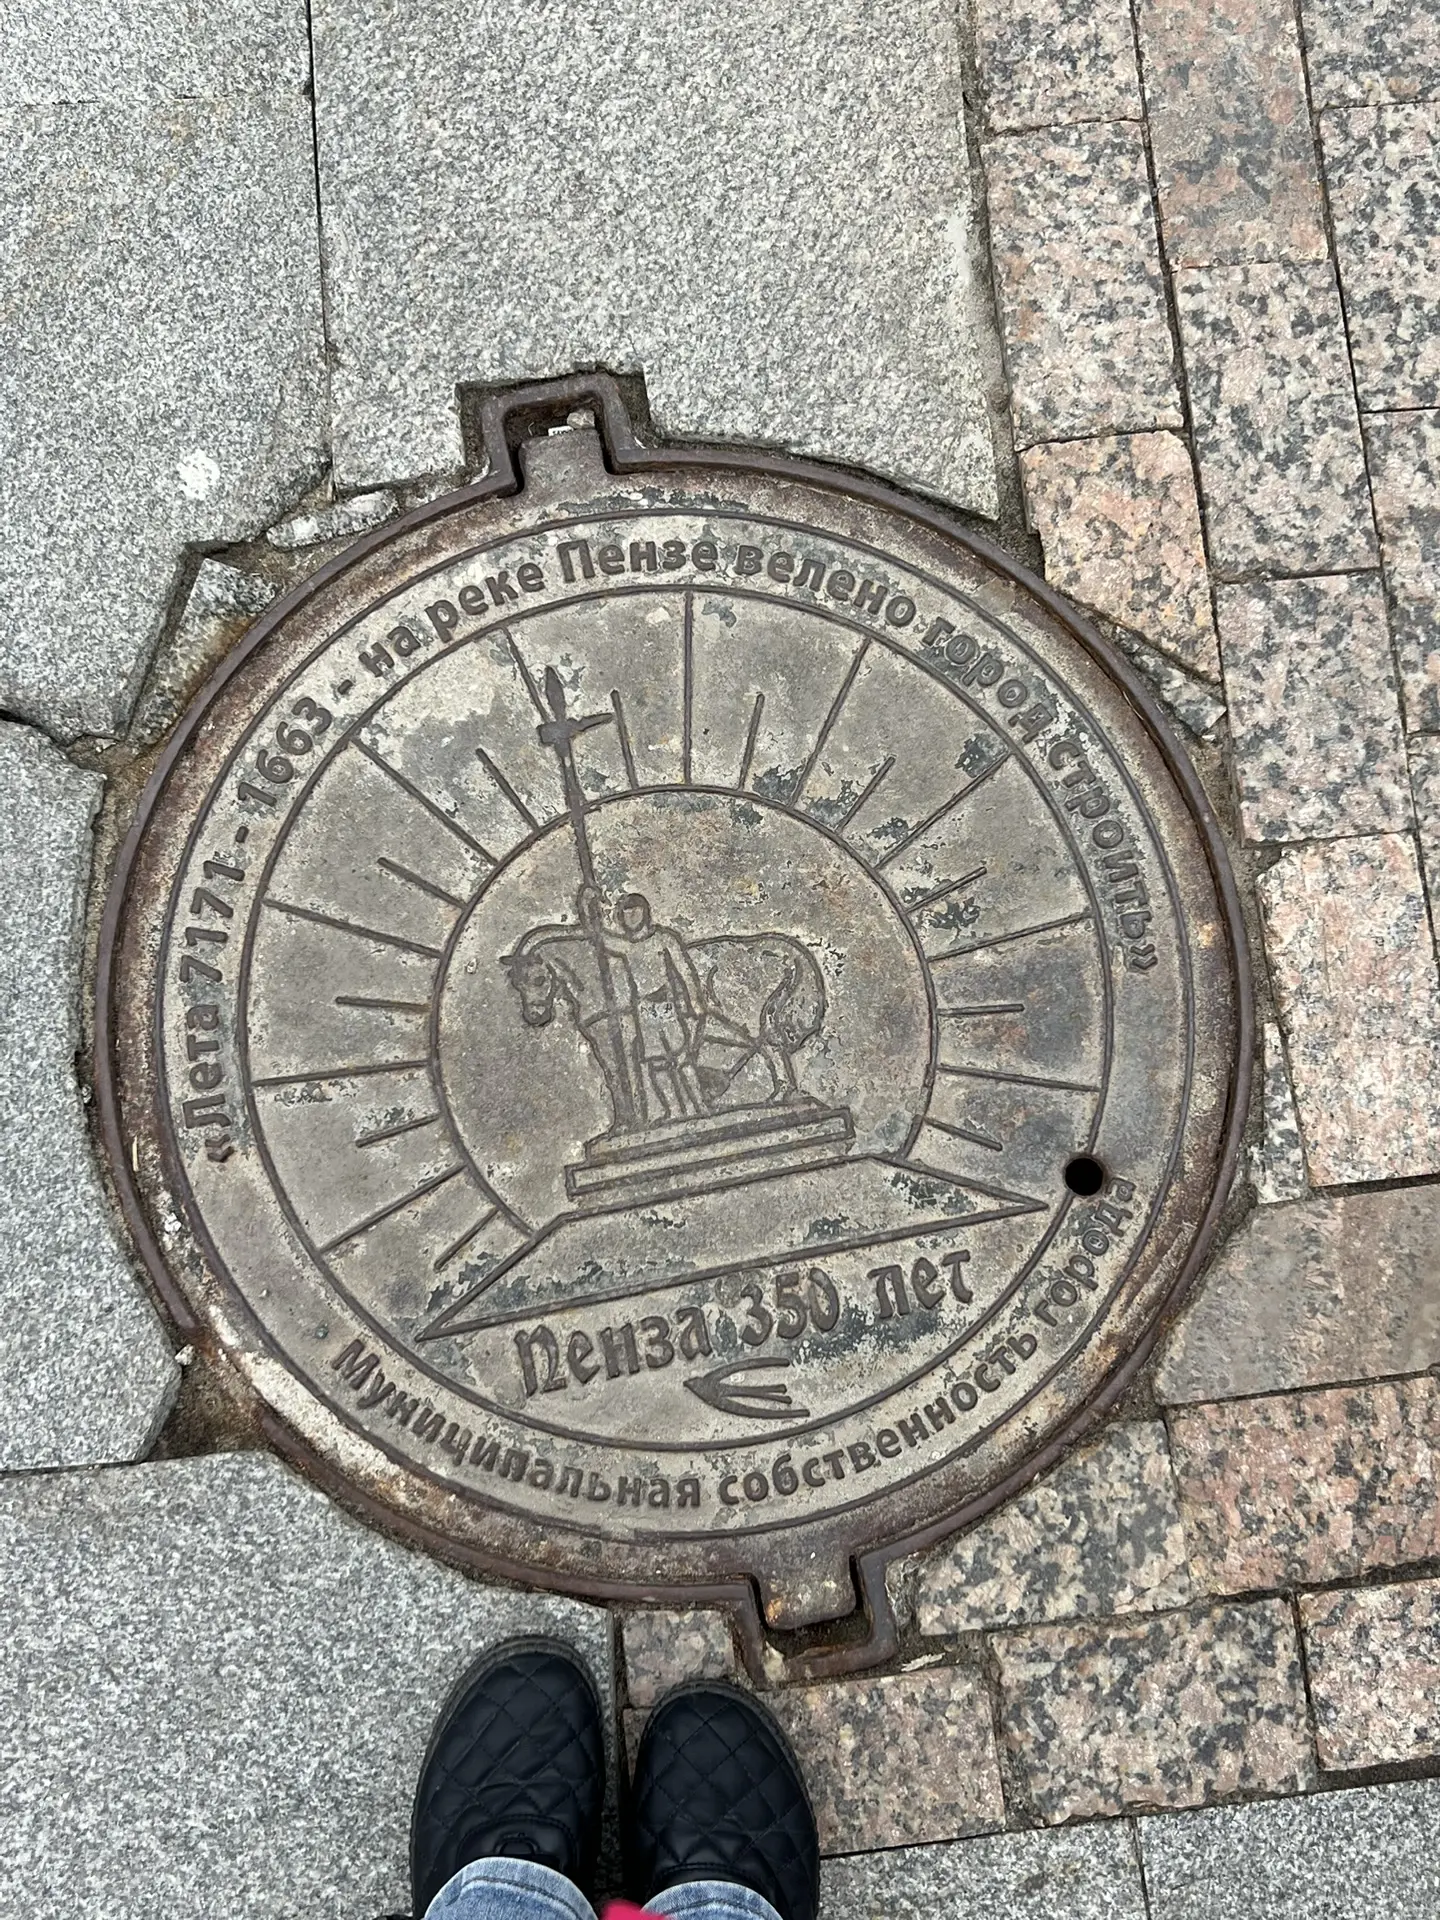 «Лета 7171 - 1663 - на реке Пензе велено город строить»
Пенза 350 лет
Муниципальная собственность города